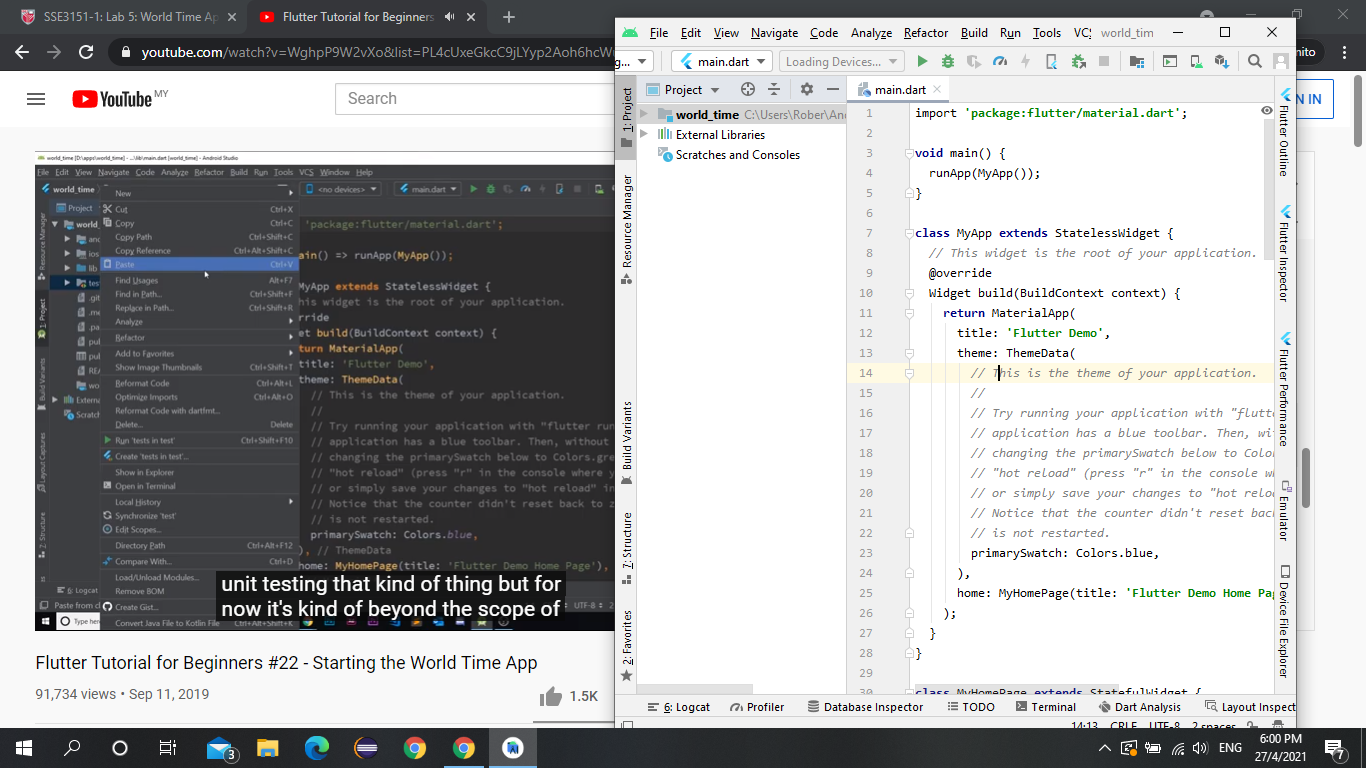 SSE3151-1: Lab 5: World Time Ap
Flutter Tutorial for Beginners
youtube.com/watch?v=WghpP9W2vXo&list=PL4cUxeGkcC9jLYyp2Aoh6hcW
YouTube MY
Search
world_time [D:\apps\world_time] - ...\lib\main.dart [world_time] - Android Studio
File Edit View Navigate Code Analyze Refactor Build Run Tools VCS Window Help
world_time
<no devices>
main.dart
Project
New
Cut Ctrl+X
Copy Ctrl+C
Copy Path Ctrl+Shift+C
Copy Reference Ctrl+Alt+Shift+C
Paste Ctrl+V
Find Usages Alt+F7
Find in Path... Ctrl+Shift+F
Replace in Path... Ctrl+Shift+R
Analyze
Refactor
Add to Favorites
Show Image Thumbnails Ctrl+Shift+T
Reformat Code Ctrl+Alt+L
Optimize Imports Ctrl+Alt+O
Reformat Code with dartfmt...
Delete... Delete
Run 'tests in test' Ctrl+Shift+F10
Create 'tests in test'...
Show in Explorer
Open in Terminal
Local History
Synchronize 'test'
Edit Scopes...
Directory Path Ctrl+Alt+F12
Compare With... Ctrl+D
Load/Unload Modules...
Remove BOM
Create Gist...
Convert Java File to Kotlin File Ctrl+Alt+Shift+K
'package:flutter/material.dart';
ain() => runApp(MyApp());
MyApp extends StatelessWidget {
his widget is the root of your application.
rride
et build(BuildContext context) {
turn MaterialApp(
title: 'Flutter Demo',
theme: ThemeData(
// This is the theme of your application.
//
// Try running your application with "flutter run
// application has a blue toolbar. Then, without
// changing the primarySwatch below to Colors.gre
// "hot reload" (press "r" in the console where y
// or simply save your changes to "hot reload" in
// Notice that the counter didn't reset back to z
// is not restarted.
primarySwatch: Colors.blue,
), // ThemeData
home: MyHomePage(title: 'Flutter Demo Home Page'),
unit testing that kind of thing but for
now it's kind of beyond the scope of
Flutter Tutorial for Beginners #22 - Starting the World Time App
91,734 views • Sep 11, 2019
1.5K
File Edit View Navigate Code Analyze Refactor Build Run Tools VCS world_tim
g...
main.dart
Loading Devices...
nito
N IN
Project
main.dart
world_time C:\Users\Rober\An
External Libraries
Scratches and Consoles
1: Project
Resource Manager
Build Variants
7: Structure
2: Favorites
1 import 'package:flutter/material.dart';
2
3 void main() {
4 runApp(MyApp());
5 }
6
7 class MyApp extends StatelessWidget {
8 // This widget is the root of your application.
9 @override
10 Widget build(BuildContext context) {
11 return MaterialApp(
12 title: 'Flutter Demo',
13 theme: ThemeData(
14 // This is the theme of your application.
15 //
16 // Try running your application with "flutt
17 // application has a blue toolbar. Then, wi
18 // changing the primarySwatch below to Colo
19 // "hot reload" (press "r" in the console wh
20 // or simply save your changes to "hot relo
21 // Notice that the counter didn't reset back
22 // is not restarted.
23 primarySwatch: Colors.blue,
24 ),
25 home: MyHomePage(title: 'Flutter Demo Home Pag
26 );
27 }
28 }
29
30 class MyHomePage extends StatefulWidget {
Flutter Outline
Flutter Inspector
Flutter Performance
Emulator
Device File Explorer
6: Logcat Profiler Database Inspector TODO Terminal Dart Analysis Layout Inspect
14:13 CRLF UTF-8 2 spaces
3
ENG
6:00 PM
27/4/2021
7